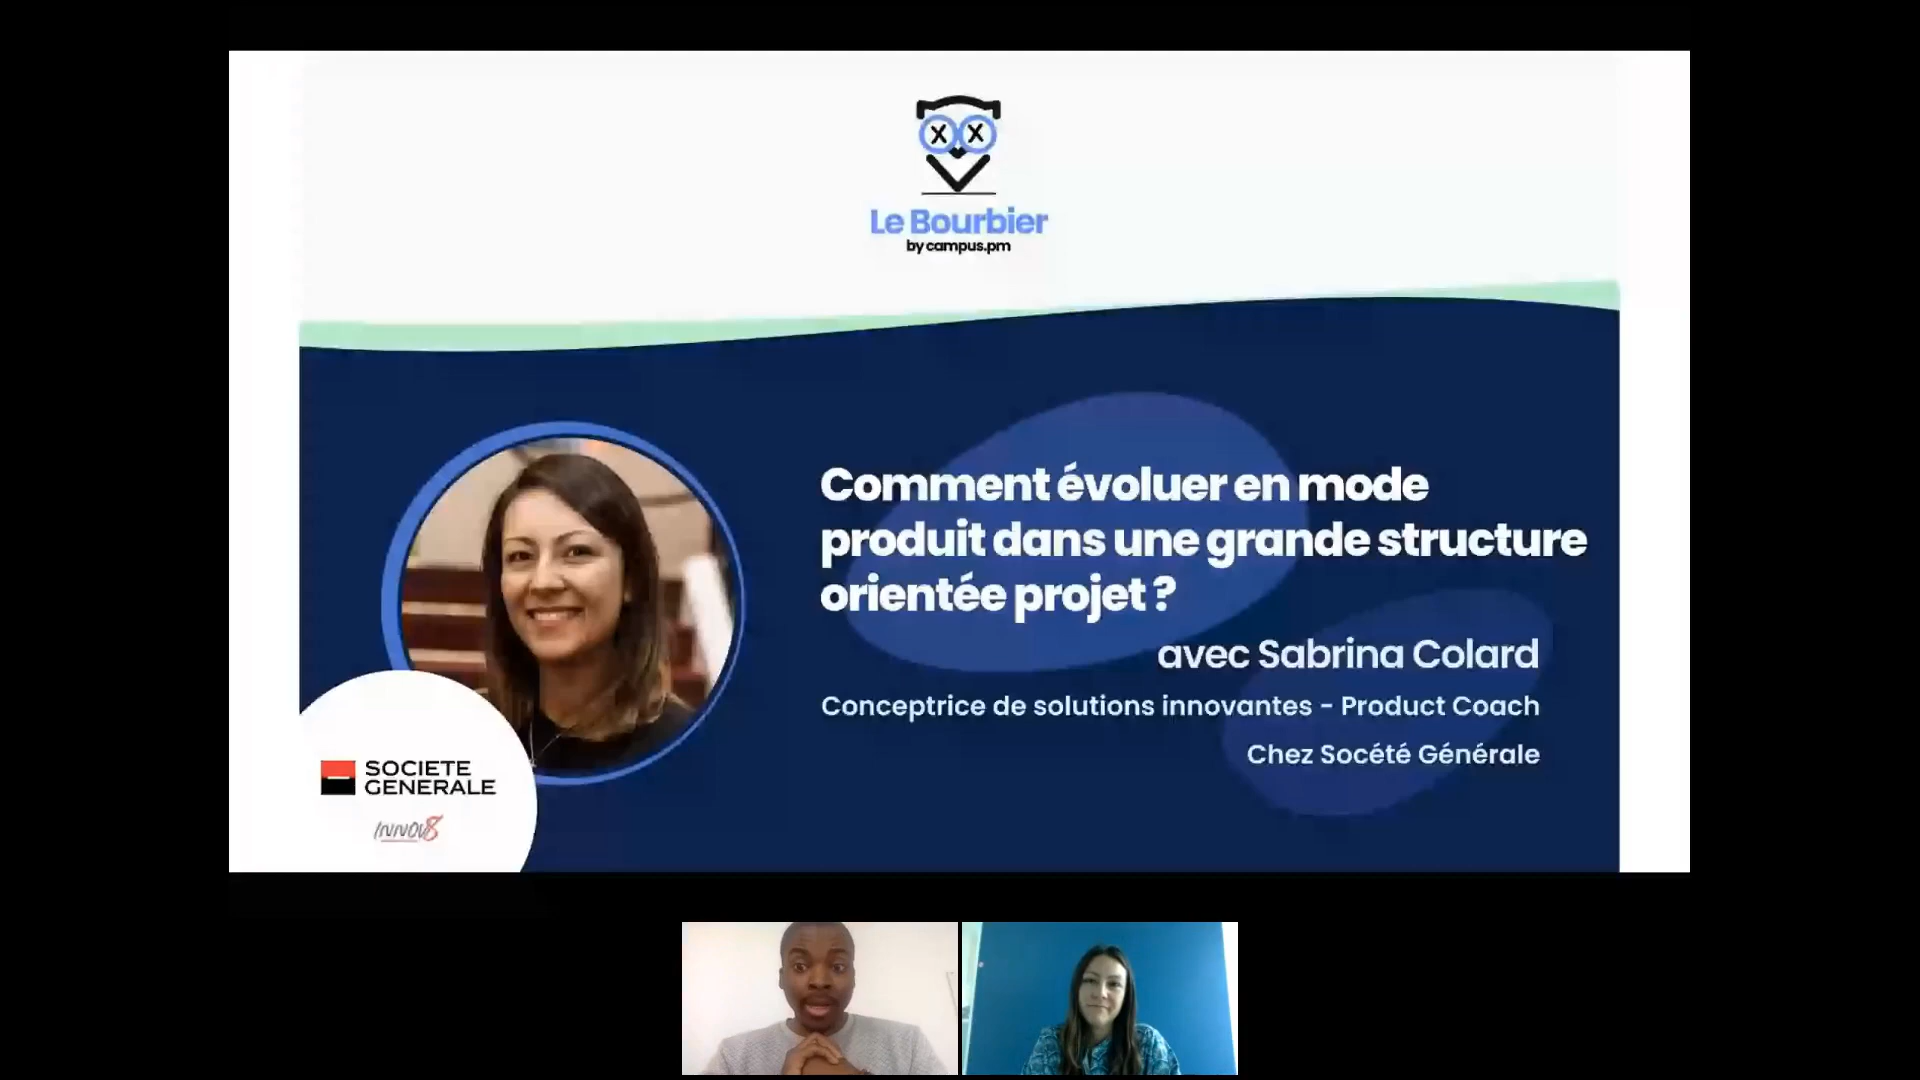 Le Bourbier
by campus.pm
Comment évoluer en mode
produit dans une grande structure
orientée projet ?
avec Sabrina Colard
Conceptrice de solutions innovantes - Product Coach
Chez Socété Générale
SOCIETE
GENERALE
INNOV8